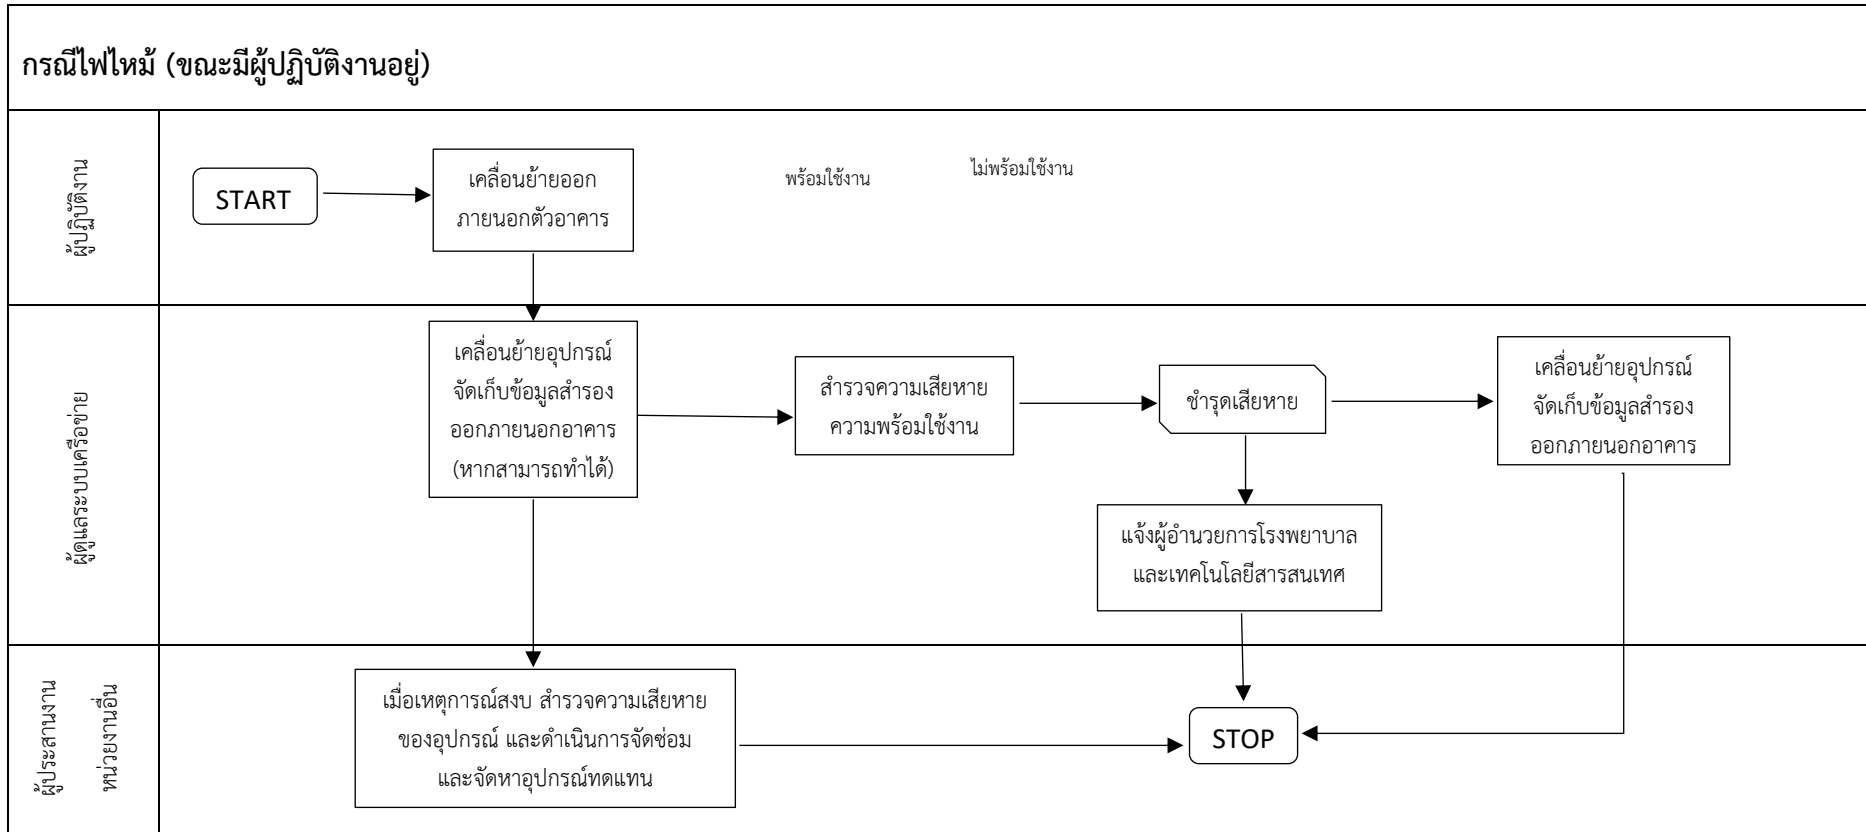 กรณีไฟไหม้ (ขณะมีผู้ปฏิบัติงานอยู่)
ผู้ปฏิบัติงาน
START
เคลื่อนย้ายออก
ภายนอกตัวอาคาร
พร้อมใช้งาน
ไม่พร้อมใช้งาน
ผู้ดูแลระบบเครือข่าย
เคลื่อนย้ายอุปกรณ์
จัดเก็บข้อมูลสำรอง
ออกภายนอกอาคาร
(หากสามารถทำได้)
สำรวจความเสียหาย
ความพร้อมใช้งาน
ชำรุดเสียหาย
เคลื่อนย้ายอุปกรณ์
จัดเก็บข้อมูลสำรอง
ออกภายนอกอาคาร
แจ้งผู้อำนวยการโรงพยาบาล
และเทคโนโลยีสารสนเทศ
ผู้ประสานงาน
หน่วยงานอื่น
เมื่อเหตุการณ์สงบ สำรวจความเสียหาย
ของอุปกรณ์ และดำเนินการจัดซ่อม
และจัดหาอุปกรณ์ทดแทน
STOP